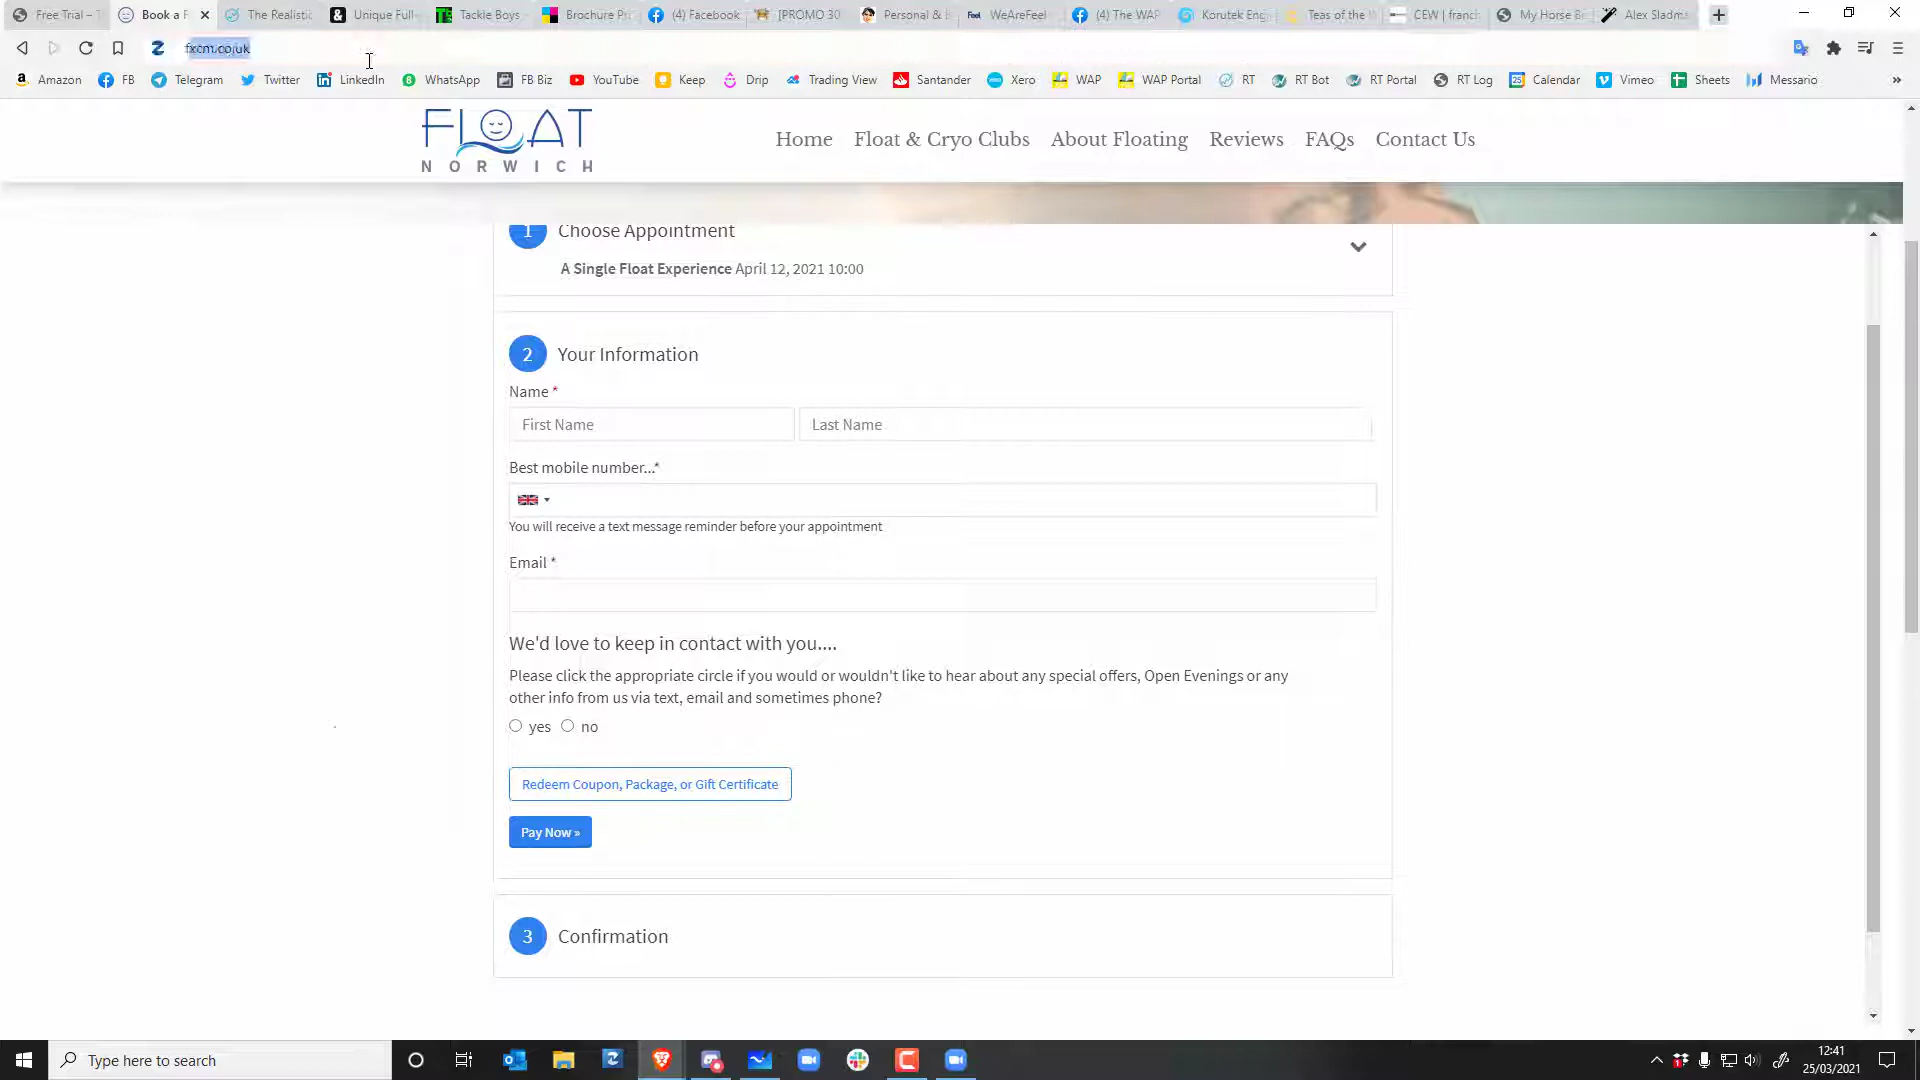 Free Trial – T
Book a F
The Realistic
Unique Full-
Tackle Boys
Brochure Pr
(4) Facebook
[PROMO 30
Personal & B
Feel
WeAreFeel
(4) The WAP
Korutek Eng
Teas of the W
CEW | franch
My Horse Be
Alex Sladma
fxcm.co.uk
Amazon
FB
Telegram
Twitter
LinkedIn
WhatsApp
FB Biz
YouTube
Keep
Drip
Trading View
Santander
Xero
WAP
WAP Portal
RT
RT Bot
RT Portal
RT Log
Calendar
Vimeo
Sheets
Messario
»
FLOAT
NORWICH
Home
Float & Cryo Clubs
About Floating
Reviews
FAQs
Contact Us
1 Choose Appointment
A Single Float Experience April 12, 2021 10:00
2 Your Information
Name *
First Name
Last Name
Best mobile number...*
You will receive a text message reminder before your appointment
Email *
We'd love to keep in contact with you....
Please click the appropriate circle if you would or wouldn't like to hear about any special offers, Open Evenings or any
other info from us via text, email and sometimes phone?
yes no
Redeem Coupon, Package, or Gift Certificate
Pay Now »
3 Confirmation
Type here to search
12:41
25/03/2021